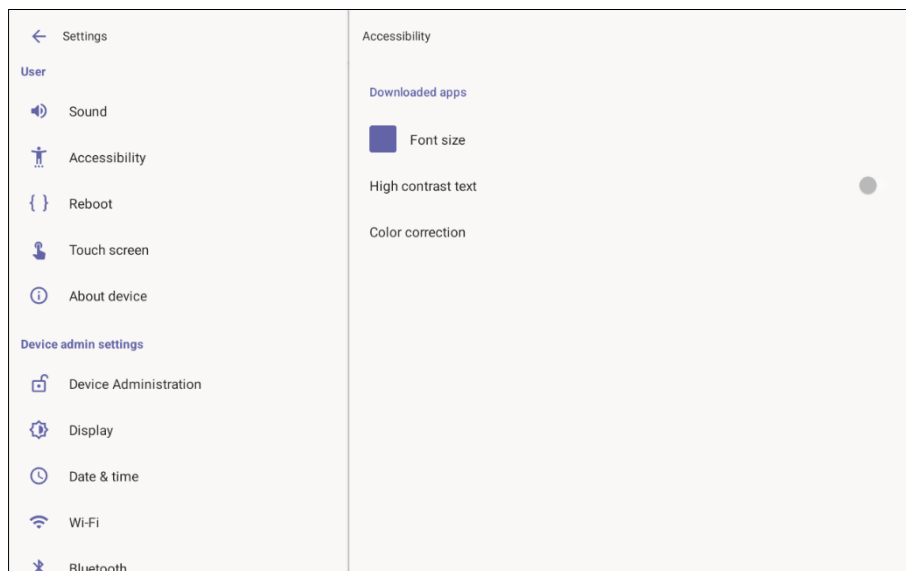 Settings
User
Sound
Accessibility
Reboot
Touch screen
About device
Device admin settings
Device Administration
Display
Date & time
Wi-Fi
Bluetooth
Accessibility
Downloaded apps
Font size
High contrast text
Color correction